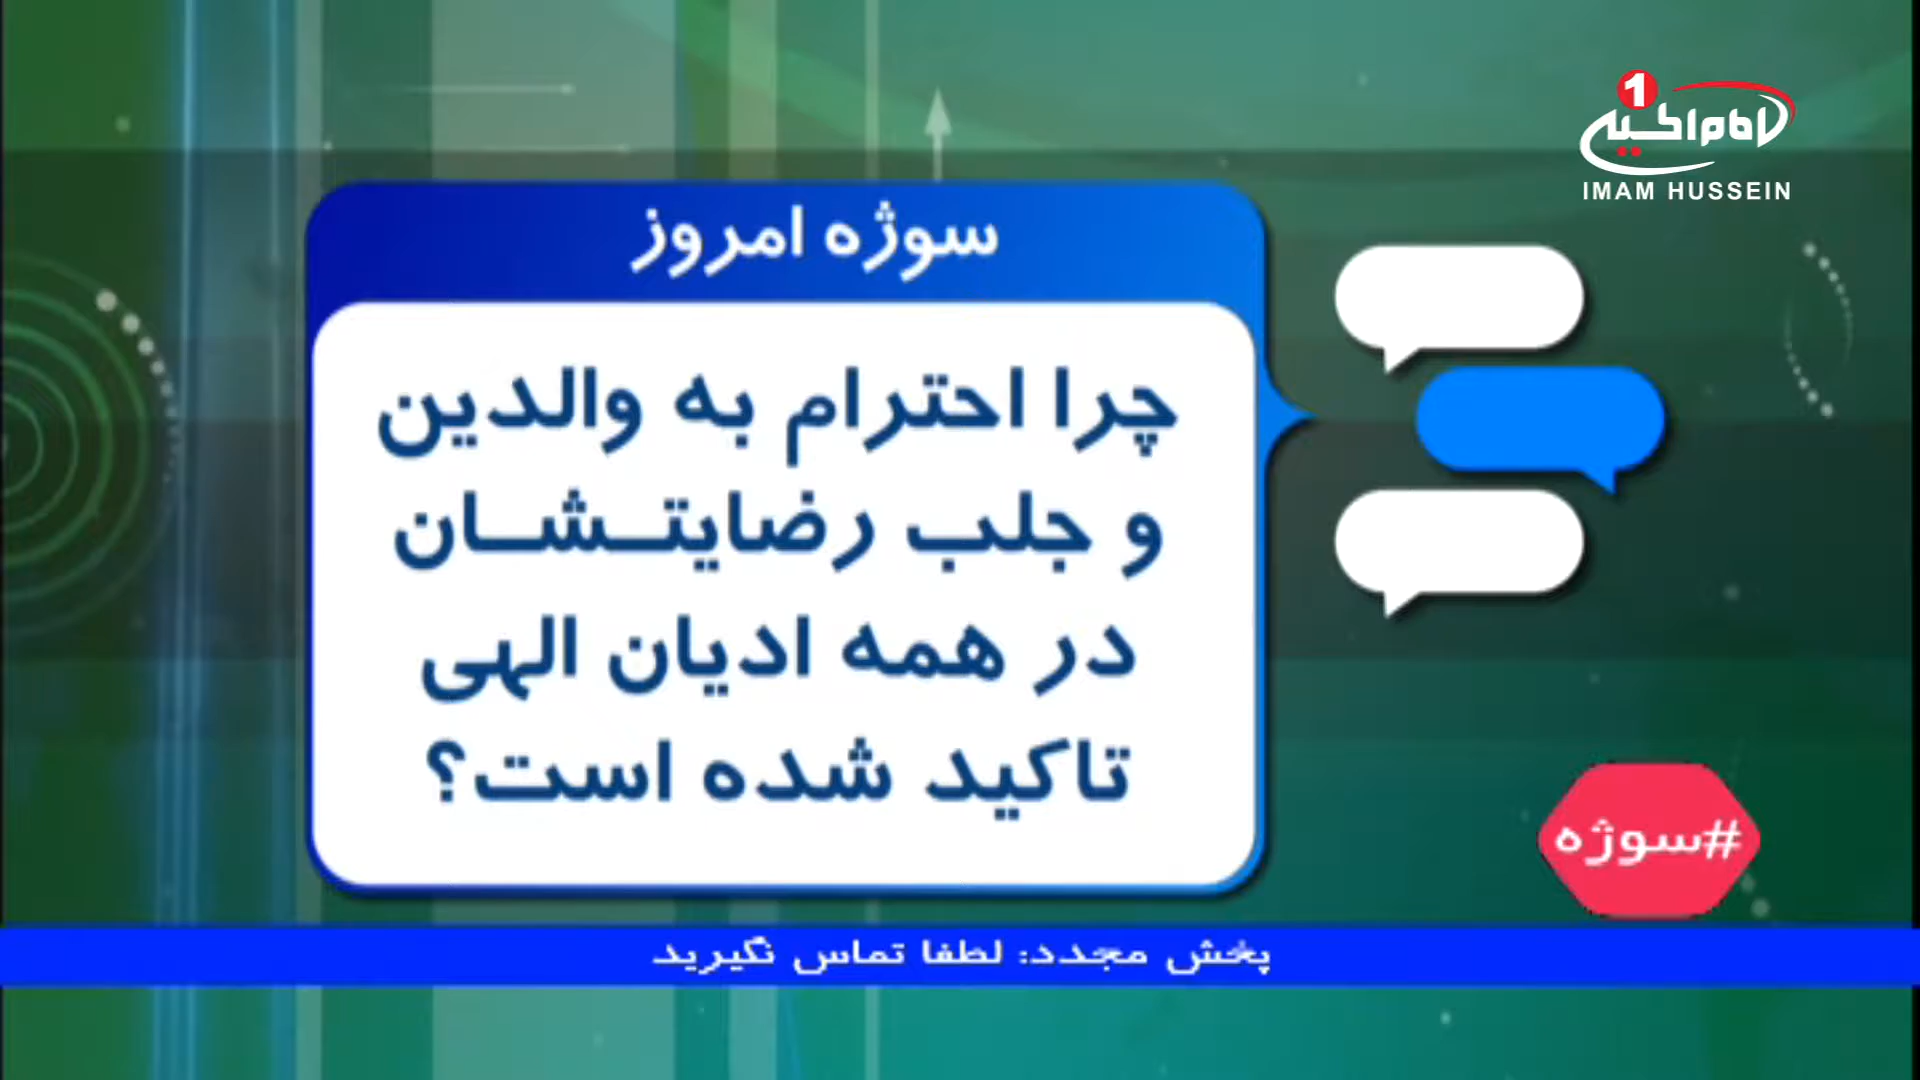 1
امام حسین
IMAM HUSSEIN
سوژه امروز
چرا احترام به والدین
و جلب رضایتـشـان
در همه ادیان الهی
تاکید شده است؟
#سوژه
پخش مجدد: لطفا تماس نگیرید